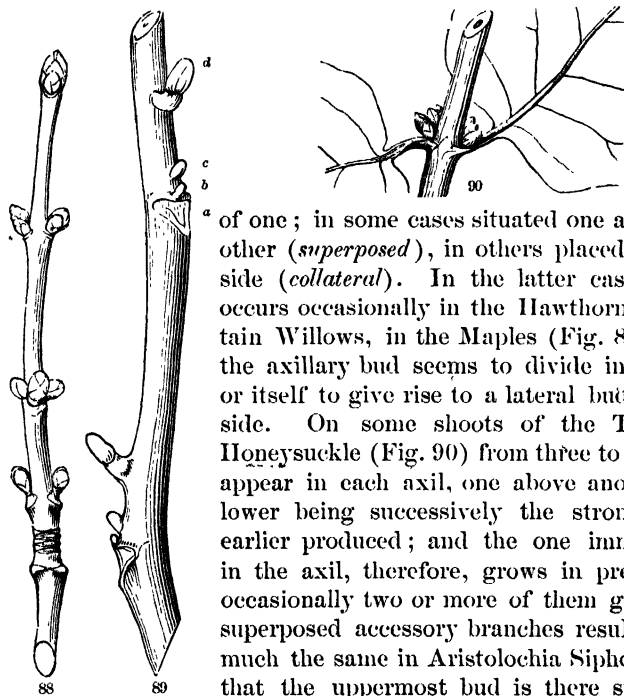 d
c
b
a
90
of one ; in some cases situated one a
other (superposed), in others placed
side (collateral). In the latter cas
occurs occasionally in the Hawthorn
tain Willows, in the Maples (Fig. 8
the axillary bud seems to divide in
or itself to give rise to a lateral bu
side. On some shoots of the T
Honeysuckle (Fig. 90) from three to
appear in each axil, one above ano
lower being successively the stron
earlier produced ; and the one imm
in the axil, therefore, grows in pre
occasionally two or more of them g
superposed accessory branches resul
much the same in Aristolochia Sipho
that the uppermost bud is there s
88 89